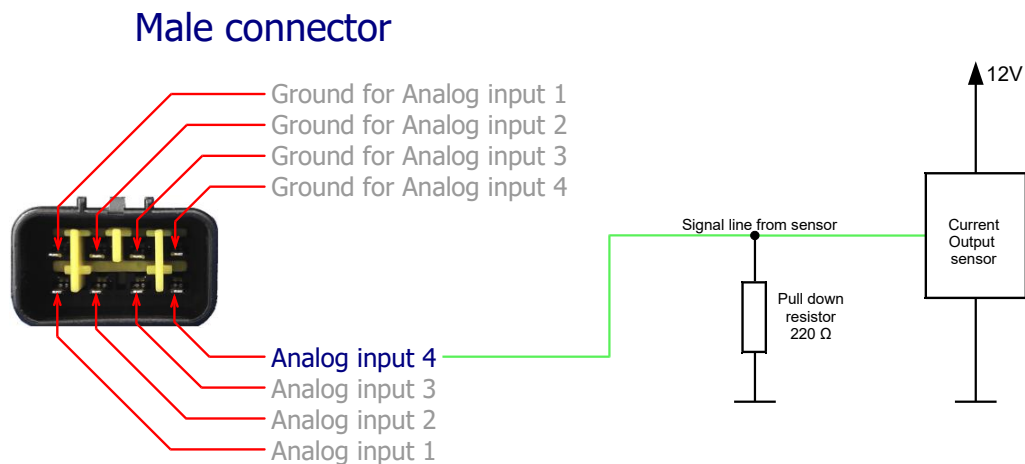 Male connector
Ground for Analog input 1
Ground for Analog input 2
Ground for Analog input 3
Ground for Analog input 4
12V
Signal line from sensor
Current
Output
sensor
Pull down
resistor
220 Ω
Analog input 4
Analog input 3
Analog input 2
Analog input 1